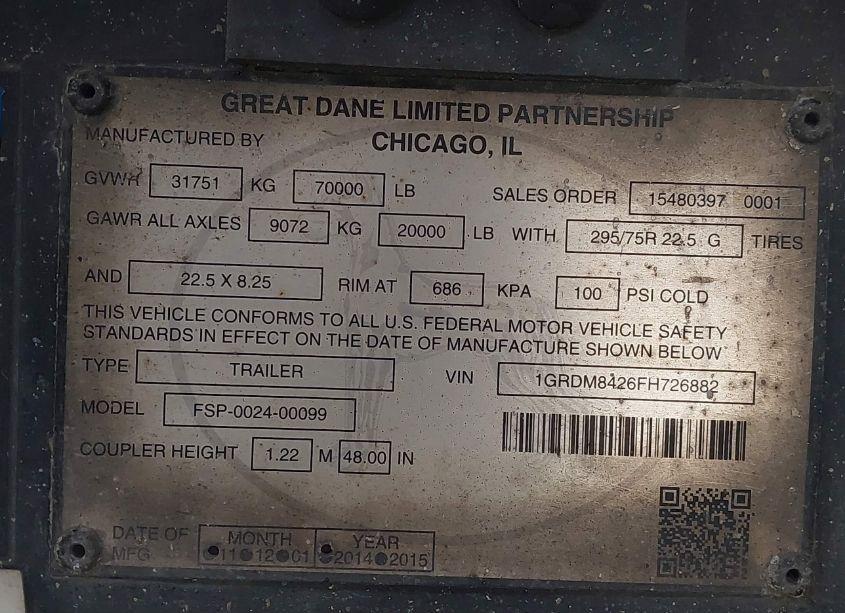 GREAT DANE LIMITED PARTNERSHIP
MANUFACTURED BY CHICAGO, IL
GVWR 31751 KG 70000 LB SALES ORDER 15480397 0001
GAWR ALL AXLES 9072 KG 20000 LB WITH 295/75R 22.5 G TIRES
AND 22.5 X 8.25 RIM AT 686 KPA 100 PSI COLD
THIS VEHICLE CONFORMS TO ALL U.S. FEDERAL MOTOR VEHICLE SAFETY
STANDARDS IN EFFECT ON THE DATE OF MANUFACTURE SHOWN BELOW
TYPE TRAILER VIN 1GRDM8426FH726882
MODEL FSP-0024-00099
COUPLER HEIGHT 1.22 M 48.00 IN
DATE OF MONTH YEAR
MFG 11 12 01 2014 2015